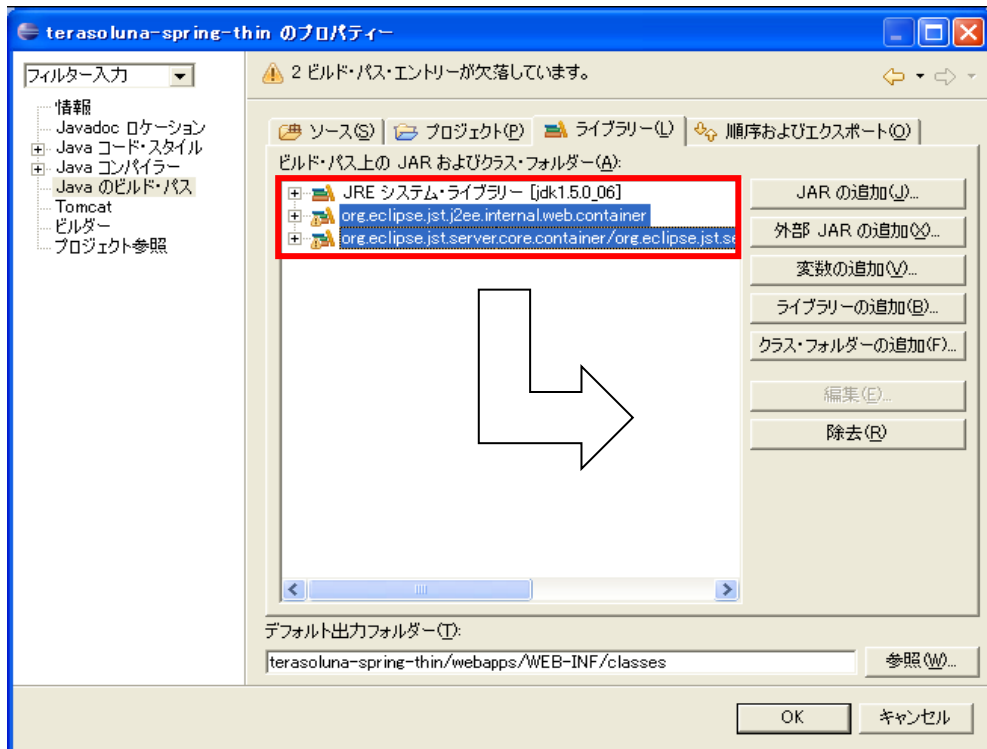 terasoluna-spring-thin のプロパティー
フィルター入力
2 ビルド・パス・エントリーが欠落しています。
情報
Javadoc ロケーション
Java コード・スタイル
Java コンパイラー
Java のビルド・パス
Tomcat
ビルダー
プロジェクト参照
ソース(S)
プロジェクト(P)
ライブラリー(L)
順序およびエクスポート(O)
ビルド・パス上の JAR およびクラス・フォルダー(A):
JRE システム・ライブラリー [jdk1.5.0_06]
org.eclipse.jst.j2ee.internal.web.container
org.eclipse.jst.server.core.container/org.eclipse.jst.se
JAR の追加(J)...
外部 JAR の追加(X)...
変数の追加(V)...
ライブラリーの追加(B)...
クラス・フォルダーの追加(F)...
編集(E)...
除去(R)
デフォルト出力フォルダー(T):
terasoluna-spring-thin/webapps/WEB-INF/classes
参照(W)...
OK
キャンセル